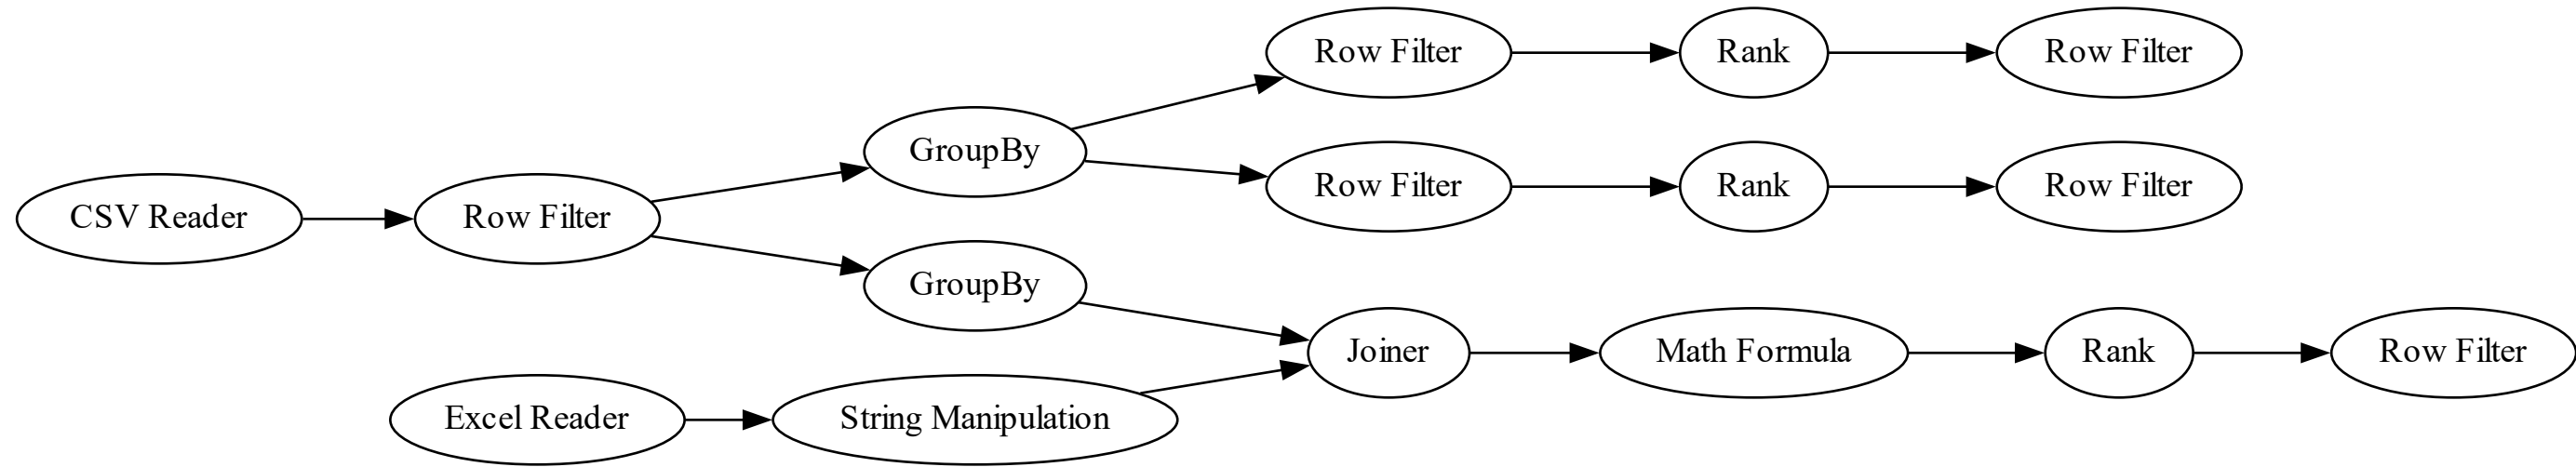 Row Filter
Rank
Row Filter
GroupBy
Row Filter
Rank
Row Filter
CSV Reader
Row Filter
GroupBy
Joiner
Math Formula
Rank
Row Filter
Excel Reader
String Manipulation